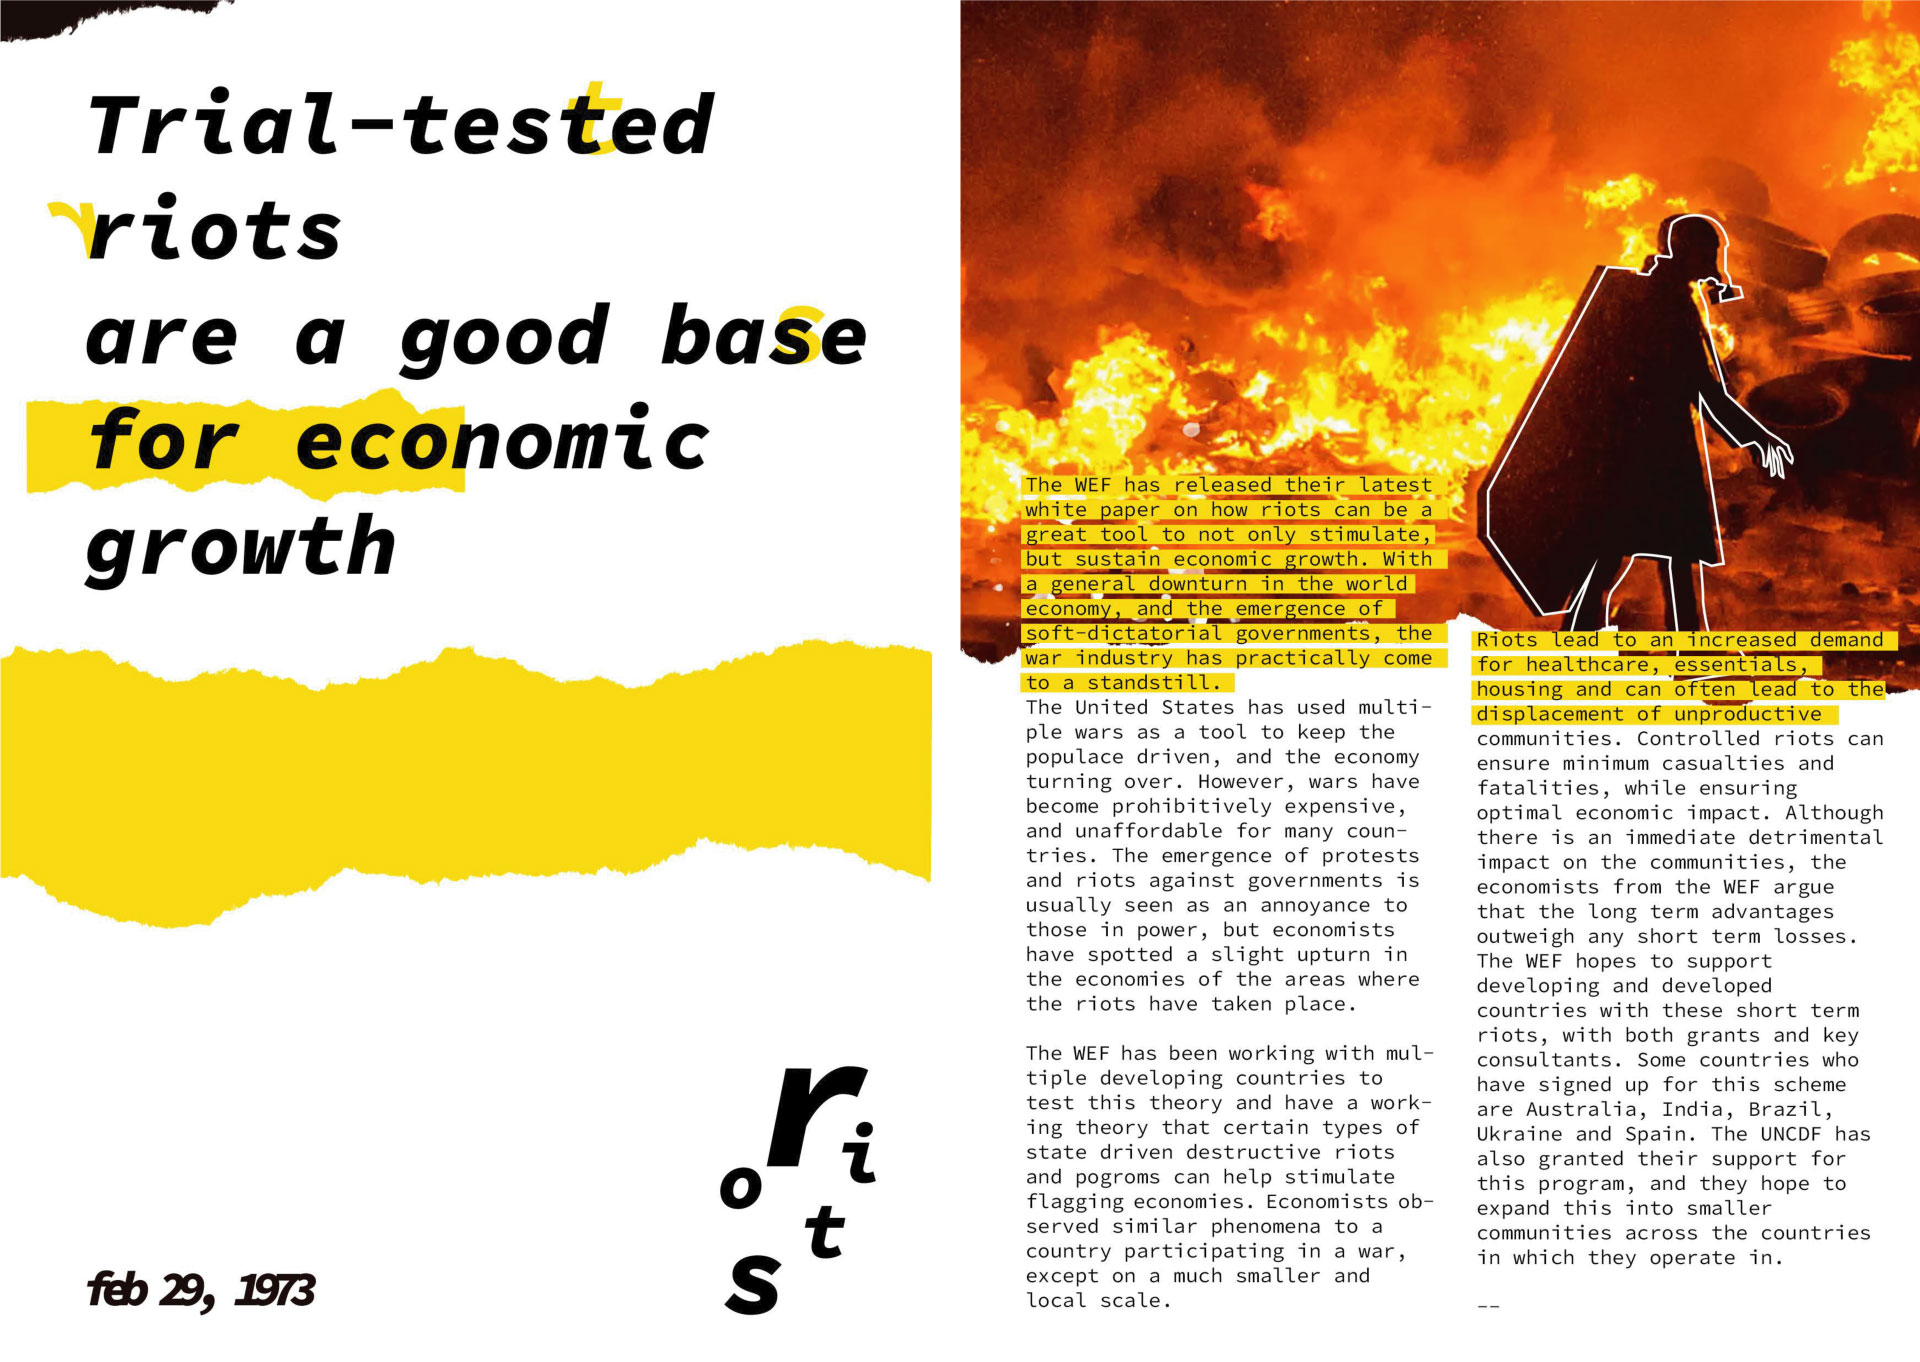 Trial-tested
riots
are a good base
for economic
growth
riots
feb 29, 1973
The WEF has released their latest
white paper on how riots can be a
great tool to not only stimulate,
but sustain economic growth. With
a general downturn in the world
economy, and the emergence of
soft-dictatorial governments, the
war industry has practically come
to a standstill.
The United States has used multi-
ple wars as a tool to keep the
populace driven, and the economy
turning over. However, wars have
become prohibitively expensive,
and unaffordable for many coun-
tries. The emergence of protests
and riots against governments is
usually seen as an annoyance to
those in power, but economists
have spotted a slight upturn in
the economies of the areas where
the riots have taken place.
The WEF has been working with mul-
tiple developing countries to
test this theory and have a work-
ing theory that certain types of
state driven destructive riots
and pogroms can help stimulate
flagging economies. Economists ob-
served similar phenomena to a
country participating in a war,
except on a much smaller and
local scale.
Riots lead to an increased demand
for healthcare, essentials,
housing and can often lead to the
displacement of unproductive
communities. Controlled riots can
ensure minimum casualties and
fatalities, while ensuring
optimal economic impact. Although
there is an immediate detrimental
impact on the communities, the
economists from the WEF argue
that the long term advantages
outweigh any short term losses.
The WEF hopes to support
developing and developed
countries with these short term
riots, with both grants and key
consultants. Some countries who
have signed up for this scheme
are Australia, India, Brazil,
Ukraine and Spain. The UNCDF has
also granted their support for
this program, and they hope to
expand this into smaller
communities across the countries
in which they operate in.
__